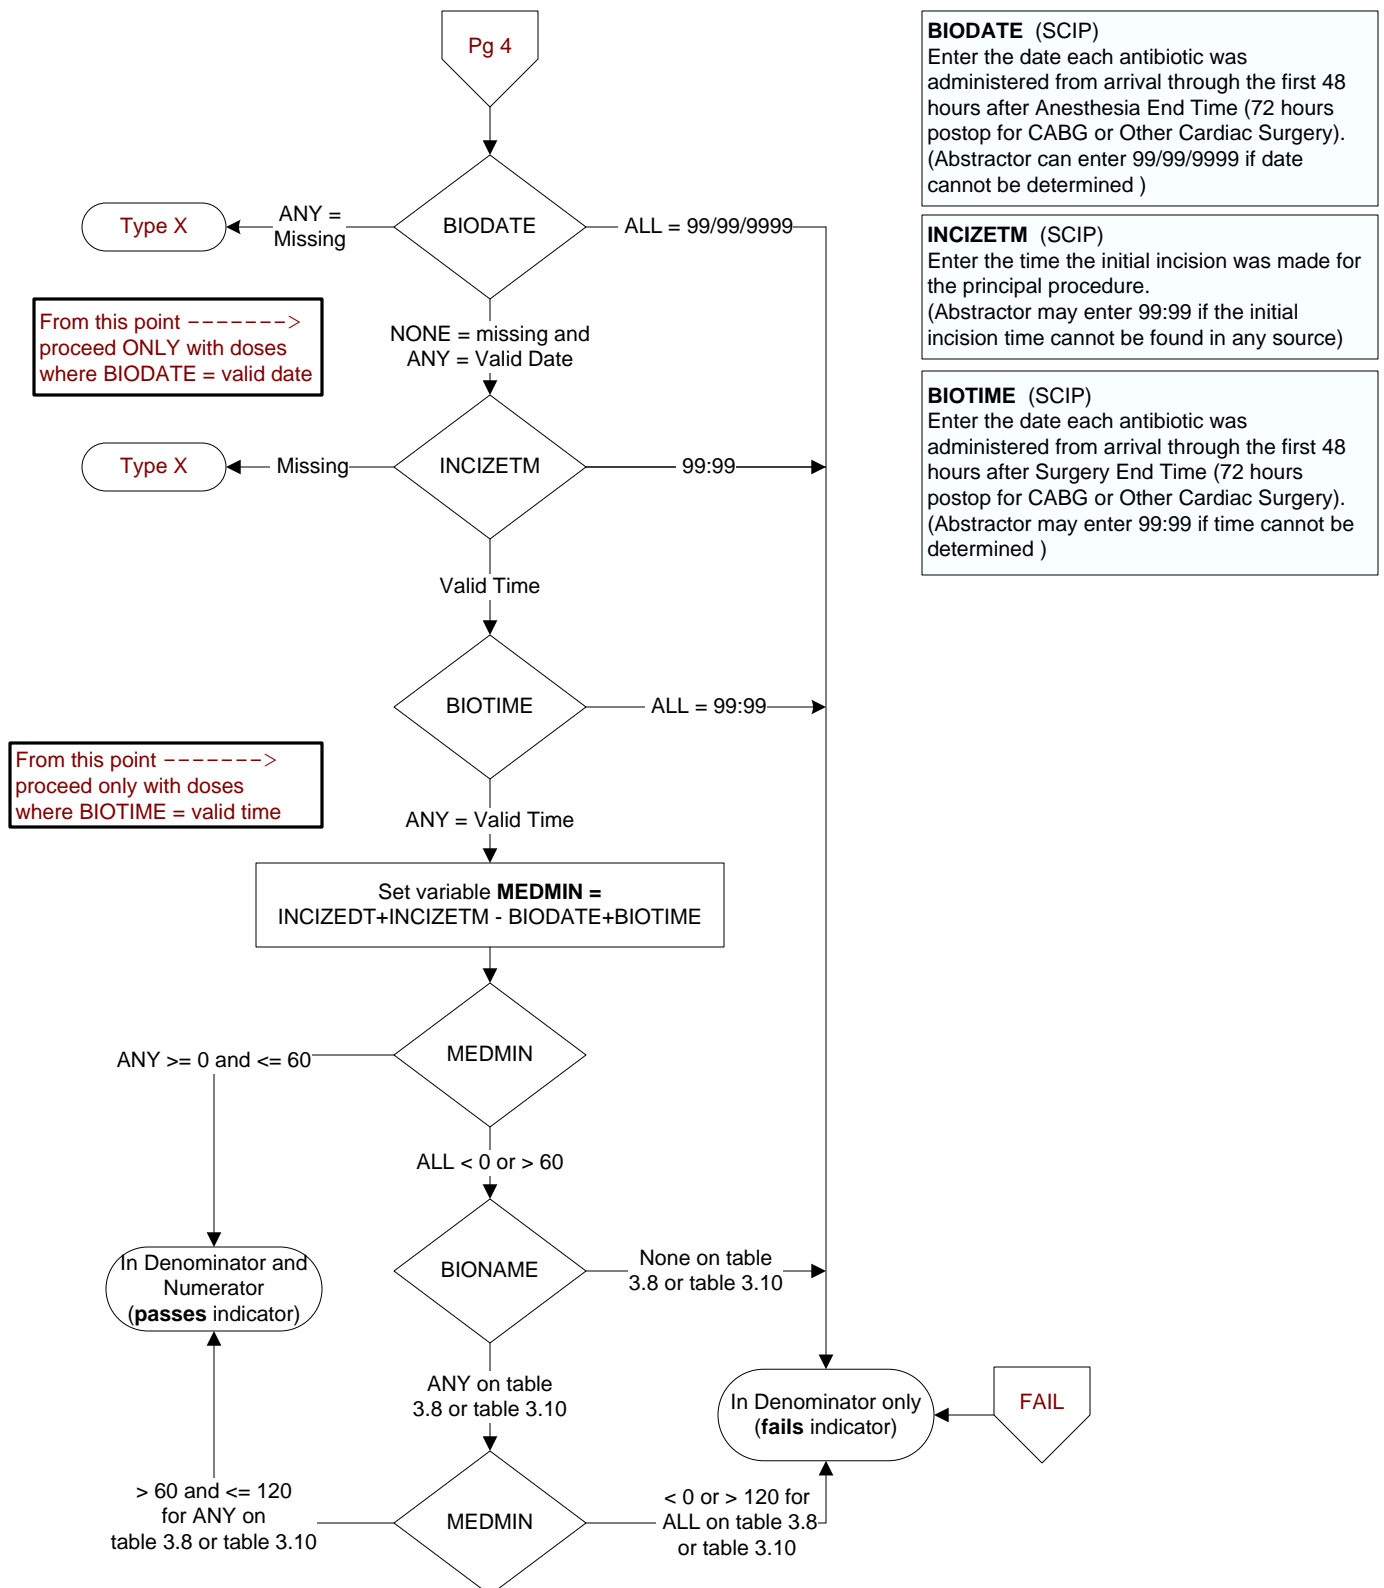 Pg 4
BIODATE (SCIP)
Enter the date each antibiotic was
administered from arrival through the first 48
hours after Anesthesia End Time (72 hours
postop for CABG or Other Cardiac Surgery).
(Abstractor can enter 99/99/9999 if date
cannot be determined )
Type X
ANY =
Missing
BIODATE
ALL = 99/99/9999
INCIZETM (SCIP)
Enter the time the initial incision was made for
the principal procedure.
(Abstractor may enter 99:99 if the initial
incision time cannot be found in any source)
From this point ------->
proceed ONLY with doses
where BIODATE = valid date
NONE = missing and
ANY = Valid Date
BIOTIME (SCIP)
Enter the date each antibiotic was
administered from arrival through the first 48
hours after Surgery End Time (72 hours
postop for CABG or Other Cardiac Surgery).
(Abstractor may enter 99:99 if time cannot be
determined )
Type X
Missing
INCIZETM
99:99
Valid Time
BIOTIME
ALL = 99:99
From this point ------->
proceed only with doses
where BIOTIME = valid time
ANY = Valid Time
Set variable MEDMIN =
INCIZEDT+INCIZETM - BIODATE+BIOTIME
ANY >= 0 and <= 60
MEDMIN
ALL < 0 or > 60
In Denominator and
Numerator
(passes indicator)
BIONAME
None on table
3.8 or table 3.10
ANY on table
3.8 or table 3.10
In Denominator only
(fails indicator)
FAIL
> 60 and <= 120
for ANY on
table 3.8 or table 3.10
MEDMIN
< 0 or > 120 for
ALL on table 3.8
or table 3.10